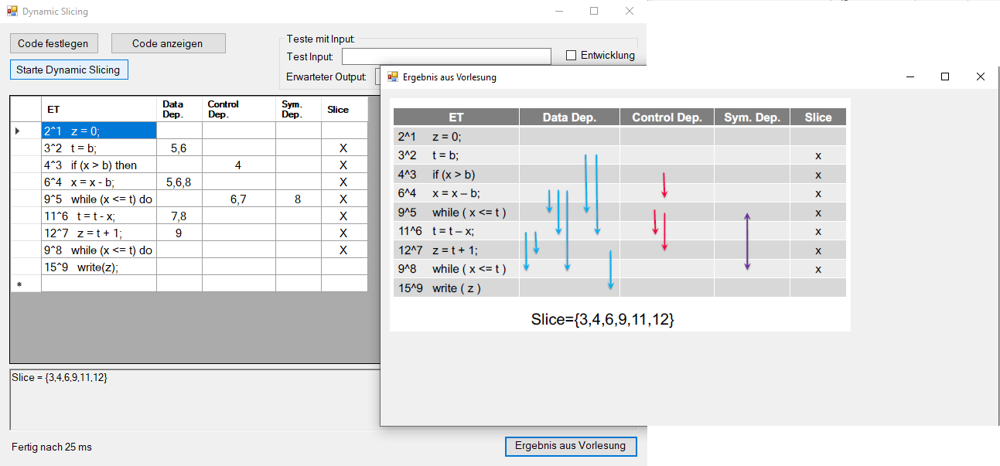 Dynamic Slicing
Code festlegen
Code anzeigen
Starte Dynamic Slicing
Teste mit Input:
Test Input:
Entwicklung
Erwarteter Output:
ET Data Dep. Control Dep. Sym. Dep. Slice
2^1 z = 0;
3^2 t = b; 5,6 X
4^3 if (x > b) then 4 X
6^4 x = x - b; 5,6,8 X
9^5 while (x <= t) do 6,7 8 X
11^6 t = t - x; 7,8 X
12^7 z = t + 1; 9 X
9^8 while (x <= t) do X
15^9 write(z);
Slice = {3,4,6,9,11,12}
Fertig nach 25 ms
Ergebnis aus Vorlesung
Ergebnis aus Vorlesung
ET Data Dep. Control Dep. Sym. Dep. Slice
2^1 z = 0;
3^2 t = b; x
4^3 if (x > b) x
6^4 x = x – b; x
9^5 while ( x <= t ) x
11^6 t = t – x; x
12^7 z = t + 1; x
9^8 while ( x <= t ) x
15^9 write ( z )
Slice={3,4,6,9,11,12}